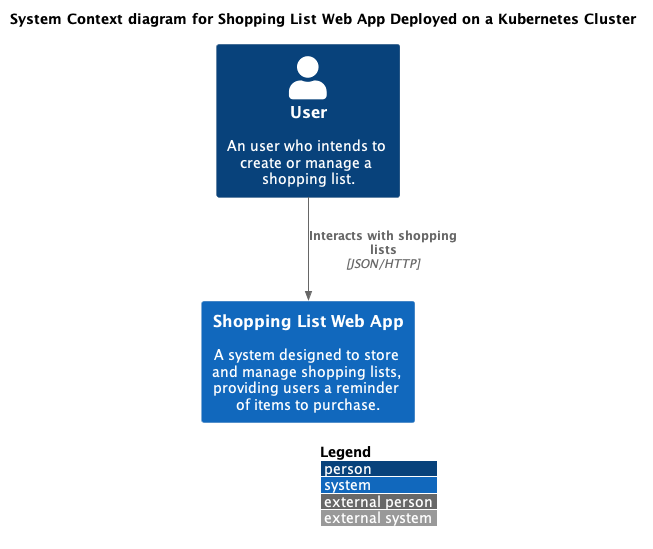 System Context diagram for Shopping List Web App Deployed on a Kubernetes Cluster
User
An user who intends to
create or manage a
shopping list.
Interacts with shopping
lists
[JSON/HTTP]
Shopping List Web App
A system designed to store
and manage shopping lists,
providing users a reminder
of items to purchase.
Legend
person
system
external person
external system